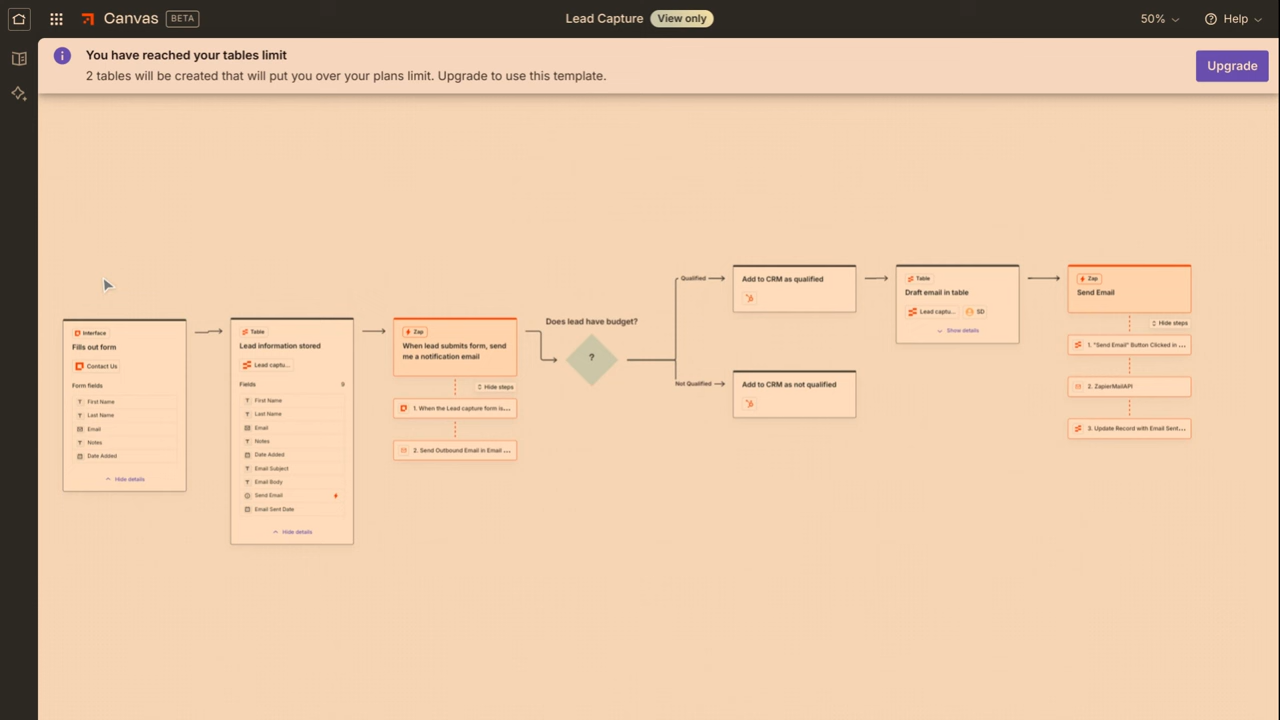 Canvas BETA
Lead Capture View only
50%
Help
You have reached your tables limit
2 tables will be created that will put you over your plans limit. Upgrade to use this template.
Upgrade
Interface
Fills out form
Contact Us
Form fields
First Name
Last Name
Email
Notes
Date Added
Hide details
Table
Lead information stored
Lead captu...
Fields 9
First Name
Last Name
Email
Notes
Date Added
Email Subject
Email Body
Send Email
Email Sent Date
Hide details
Zap
When lead submits form, send
me a notification email
Hide steps
1. When the Lead capture form is...
2. Send Outbound Email in Email ...
Does lead have budget?
?
Qualified
Not Qualified
Add to CRM as qualified
Add to CRM as not qualified
Table
Draft email in table
Lead captu... SD
Show details
Zap
Send Email
Hide steps
1. "Send Email" Button Clicked in ...
2. ZapierMailAPI
3. Update Record with Email Sent...